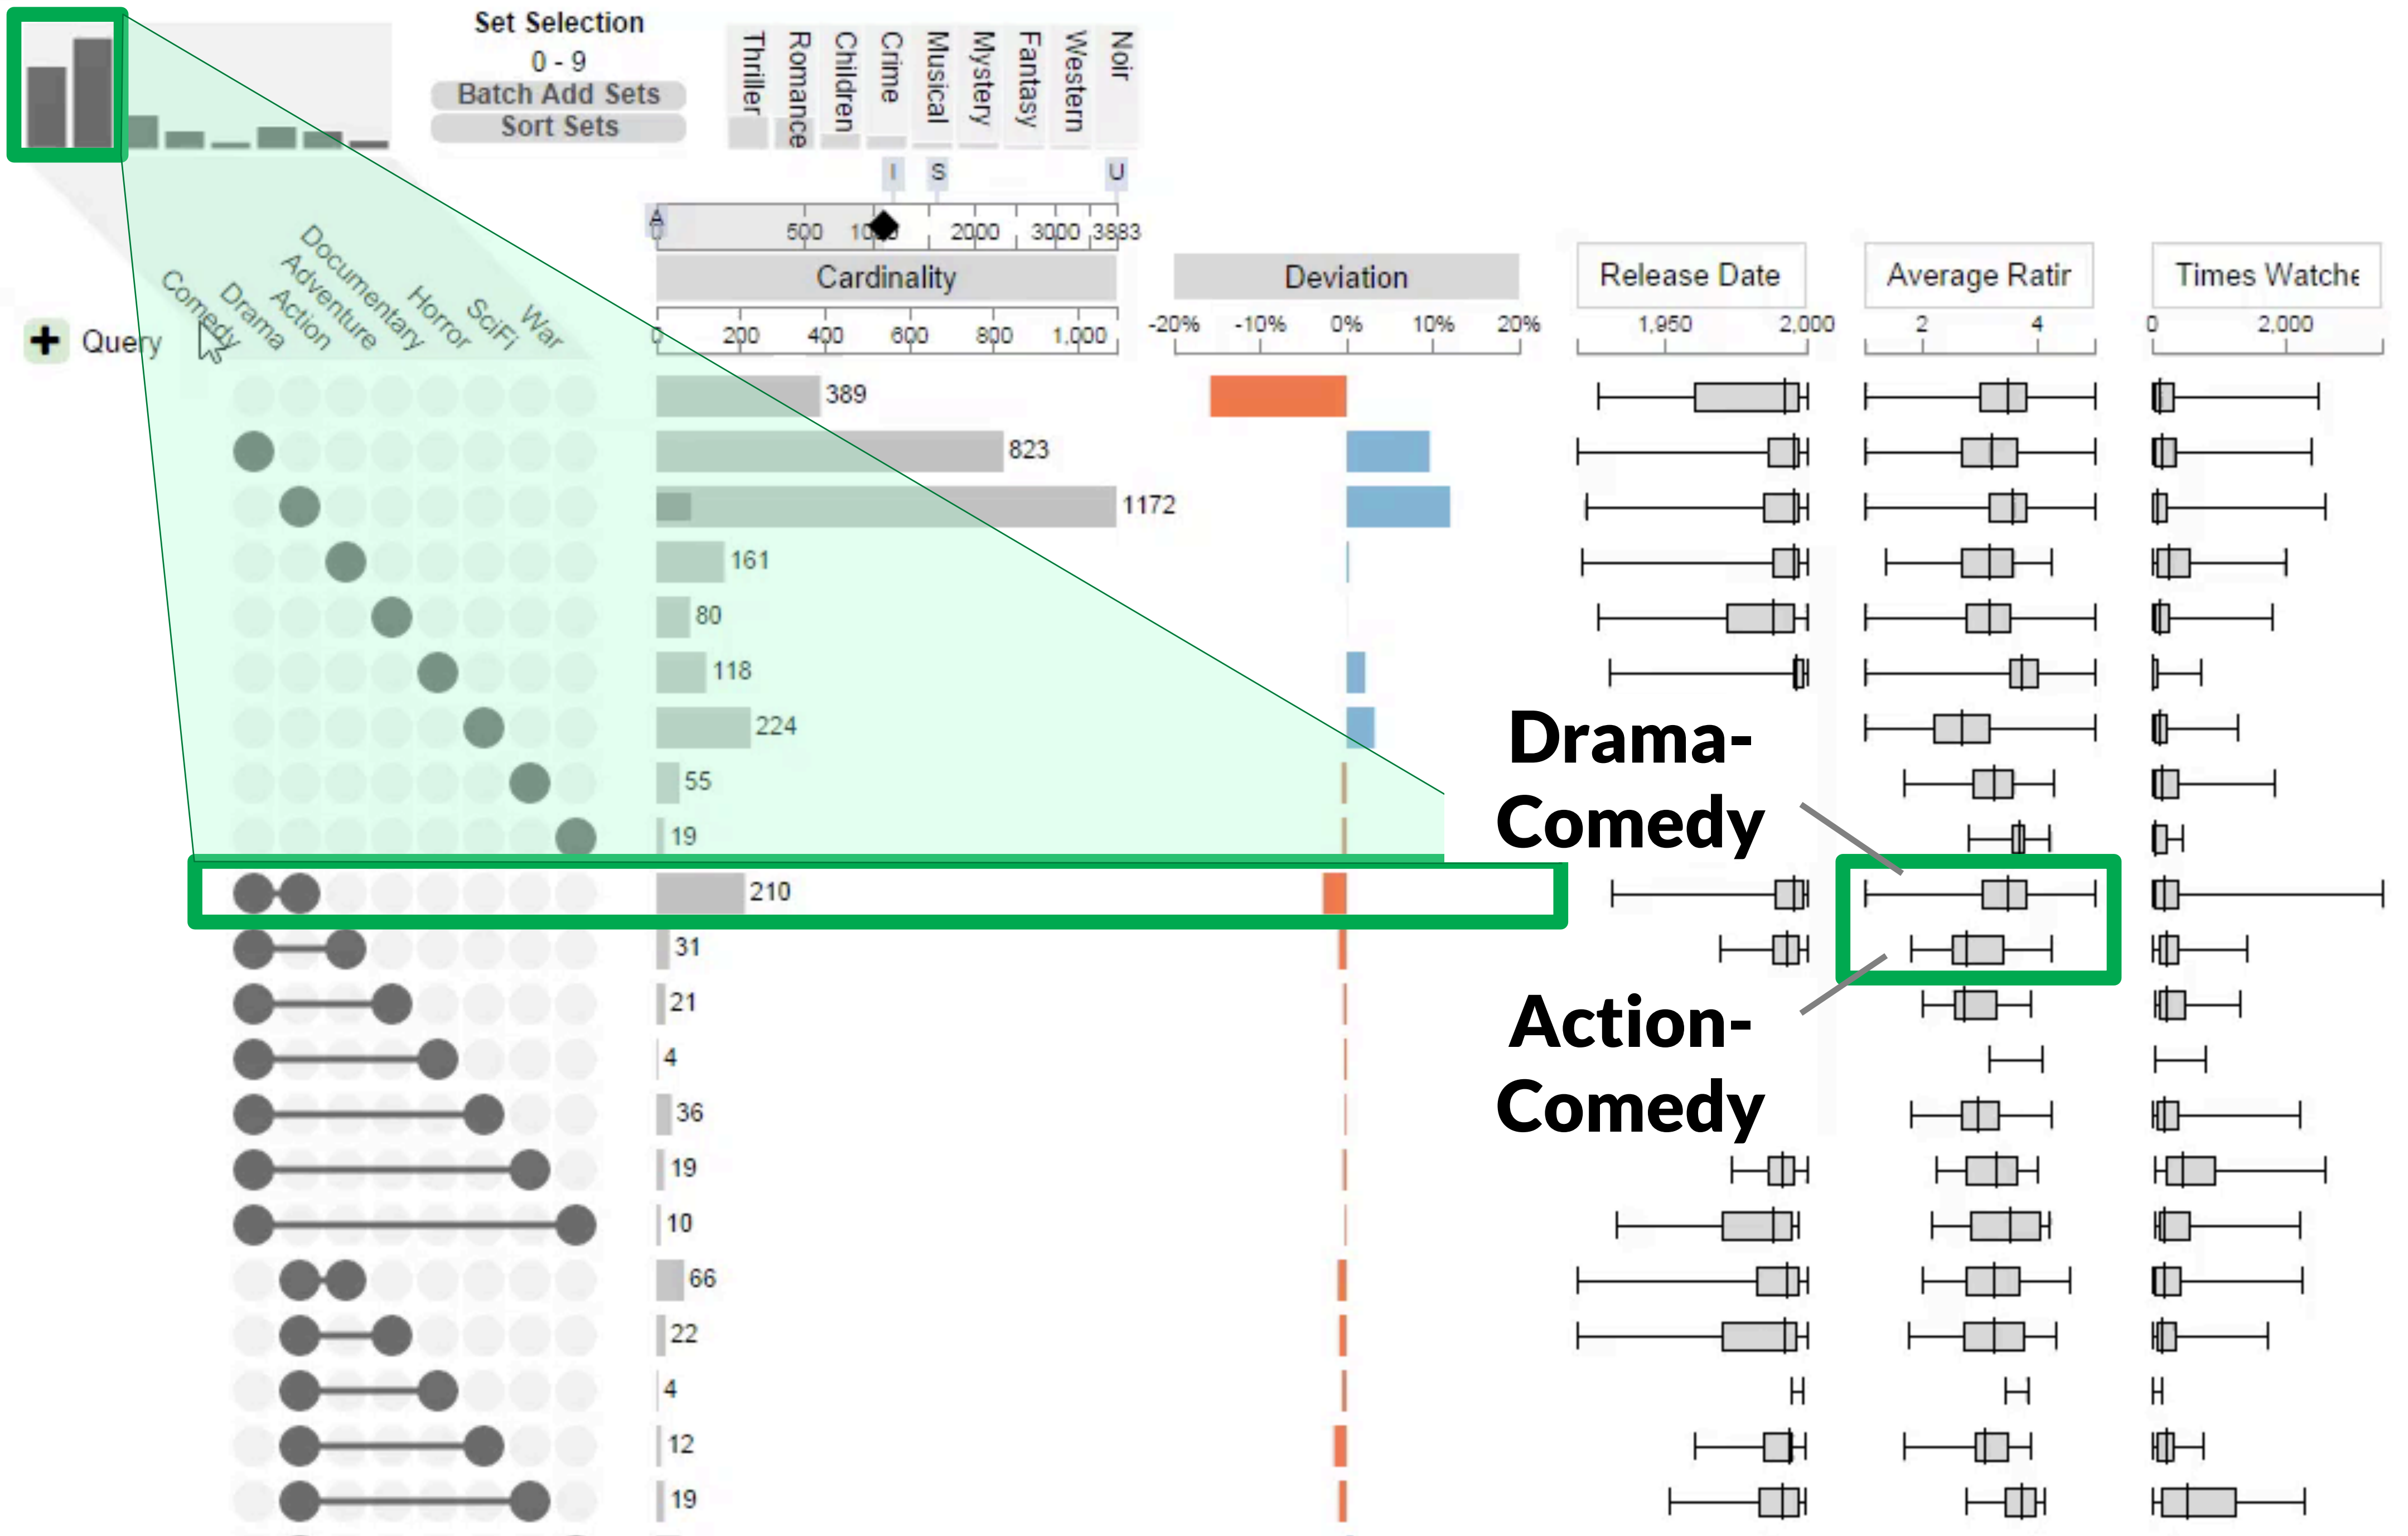 Set Selection
0 - 9
Batch Add Sets
Sort Sets
Thriller
Romance
Children
Crime
Musical
Mystery
Fantasy
Western
Noir
I S U
A
0 500 2000 3000 3883
Cardinality
0 200 400 600 800 1,000
Deviation
-20% -10% 0% 10% 20%
Release Date
1,950 2,000
Average Ratir
2 4
Times Watche
0 2,000
Query
Comedy
Drama
Action
Adventure
Documentary
Horror
SciFi
War
389
823
1172
161
80
118
224
55
19
210
31
21
4
36
19
10
66
22
4
12
19
Drama-
Comedy
Action-
Comedy